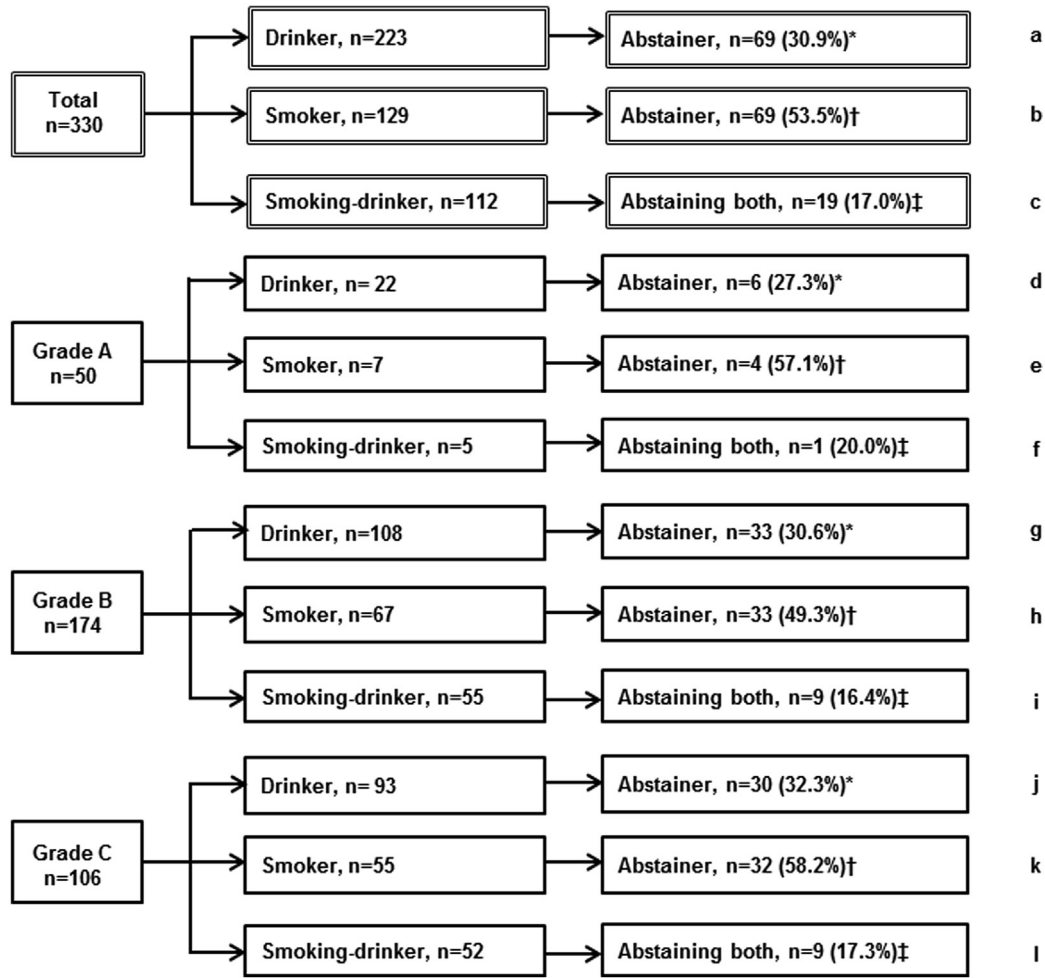 Drinker, n=223
Abstainer, n=69 (30.9%)*
a
Total
n=330
Smoker, n=129
Abstainer, n=69 (53.5%)†
b
Smoking-drinker, n=112
Abstaining both, n=19 (17.0%)‡
c
Drinker, n= 22
Abstainer, n=6 (27.3%)*
d
Grade A
n=50
Smoker, n=7
Abstainer, n=4 (57.1%)†
e
Smoking-drinker, n=5
Abstaining both, n=1 (20.0%)‡
f
Drinker, n=108
Abstainer, n=33 (30.6%)*
g
Grade B
n=174
Smoker, n=67
Abstainer, n=33 (49.3%)†
h
Smoking-drinker, n=55
Abstaining both, n=9 (16.4%)‡
i
Drinker, n= 93
Abstainer, n=30 (32.3%)*
j
Grade C
n=106
Smoker, n=55
Abstainer, n=32 (58.2%)†
k
Smoking-drinker, n=52
Abstaining both, n=9 (17.3%)‡
l